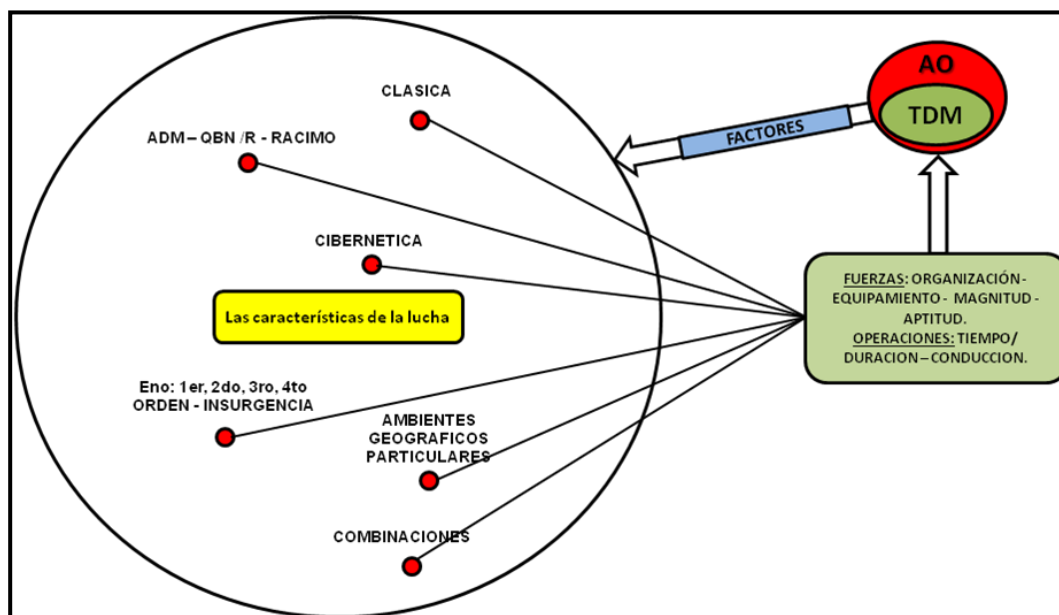 CLASICA
ADM – QBN /R - RACIMO
CIBERNETICA
Las características de la lucha
Eno: 1er, 2do, 3ro, 4to
ORDEN - INSURGENCIA
AMBIENTES
GEOGRAFICOS
PARTICULARES
COMBINACIONES
FACTORES
AO
TDM
FUERZAS: ORGANIZACIÓN -
EQUIPAMIENTO - MAGNITUD -
APTITUD.
OPERACIONES: TIEMPO/
DURACION – CONDUCCION.